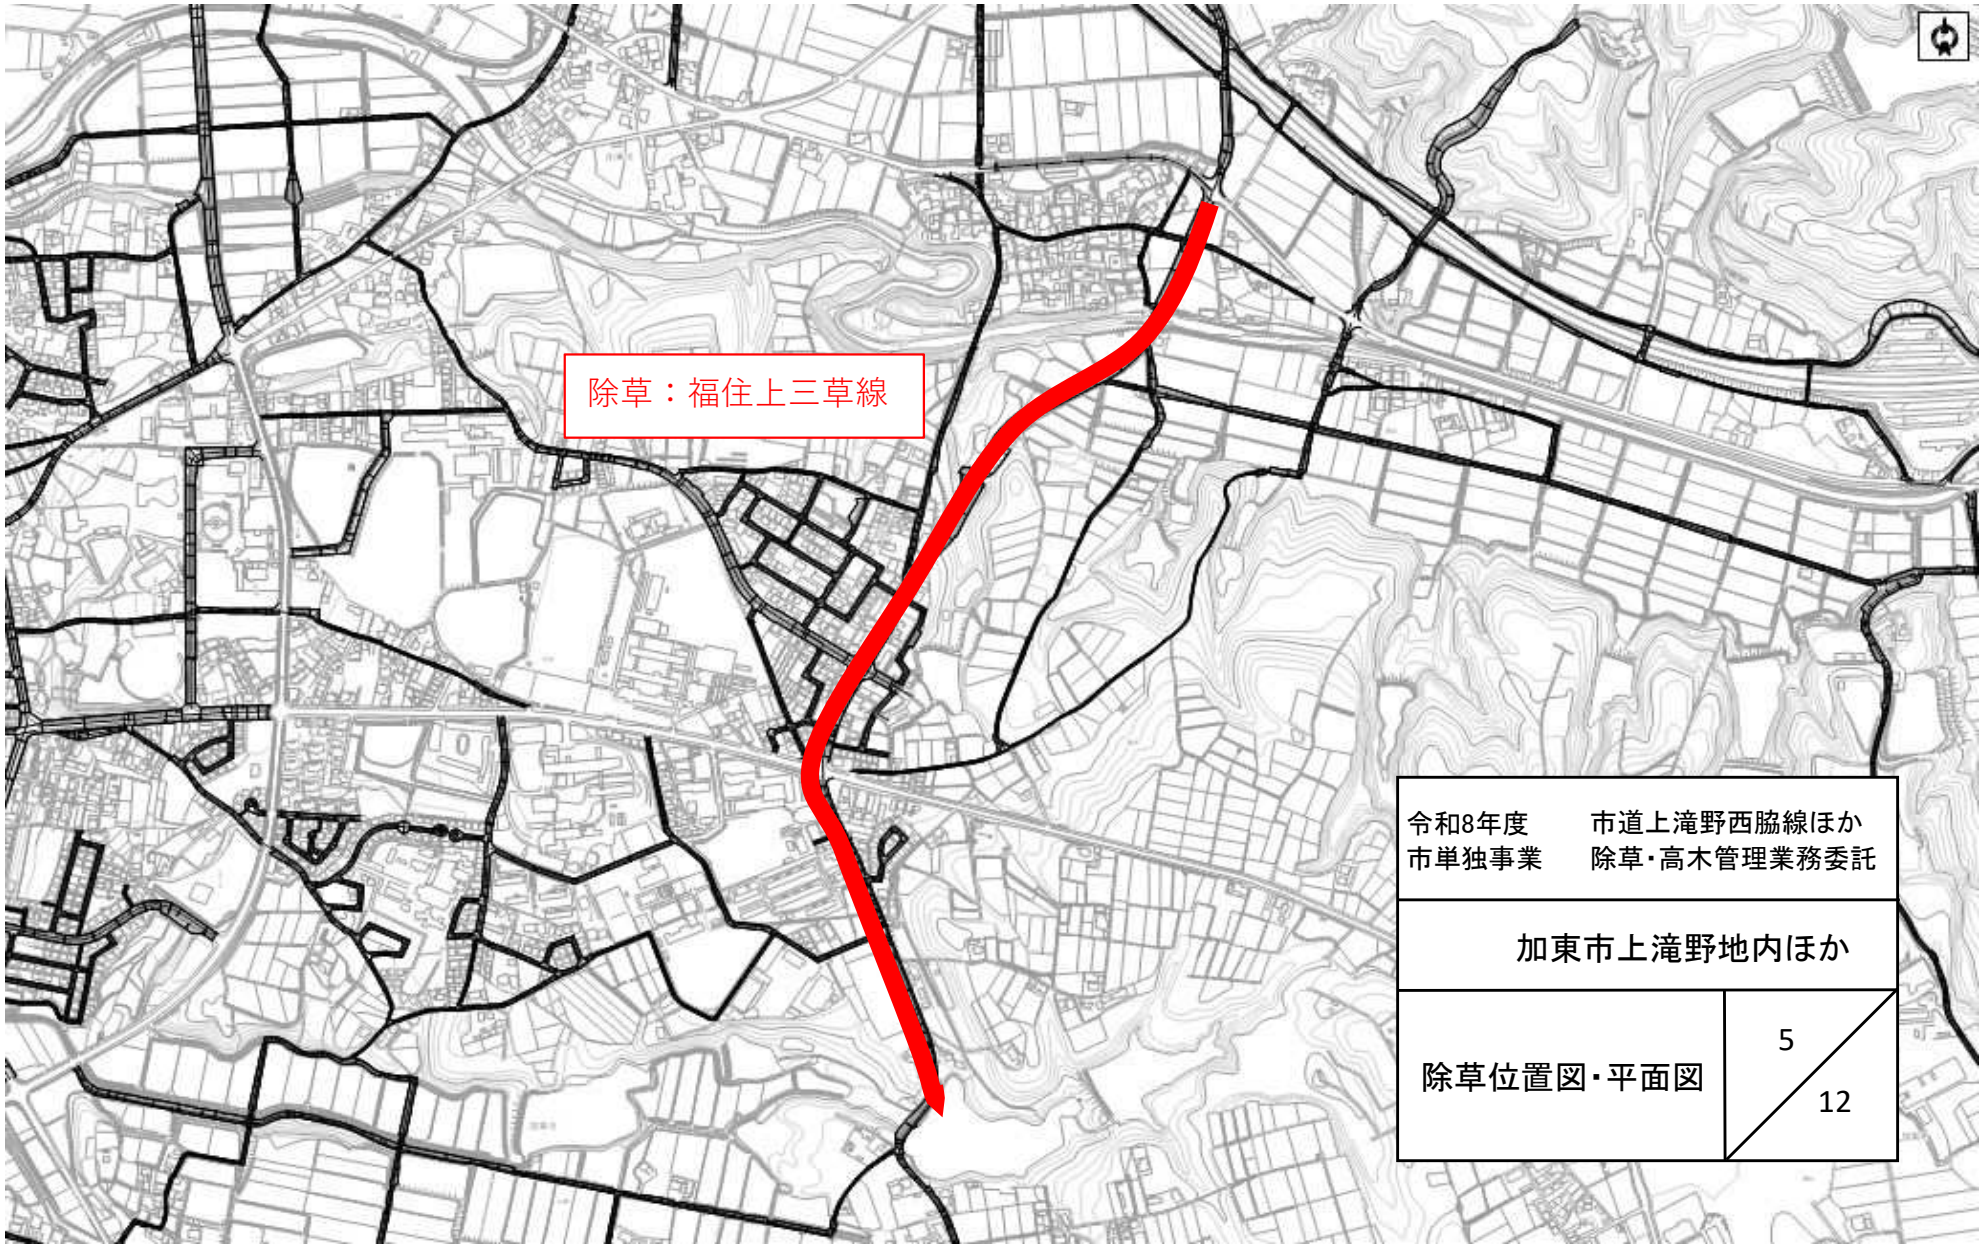 除草：福住上三草線
令和8年度　市道上滝野西脇線ほか
市単独事業　除草・高木管理業務委託
加東市上滝野地内ほか
除草位置図・平面図
5
12